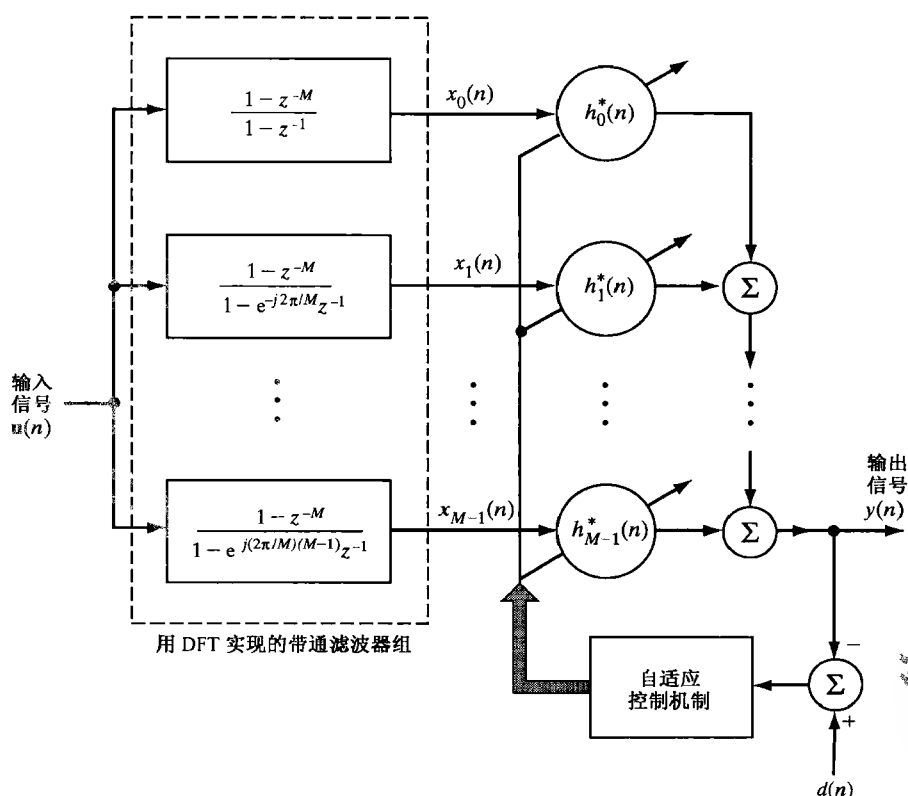 1 − z^{−M}
1 − z^{−1}
x_0(n)
h_0^*(n)
1 − z^{−M}
1 − e^{−j2π/M}z^{−1}
x_1(n)
h_1^*(n)
Σ
输入
信号
u(n)
1 − z^{−M}
1 − e^{j(2π/M)(M−1)}z^{−1}
x_{M−1}(n)
h_{M−1}^*(n)
Σ
输出
信号
y(n)
用 DFT 实现的带通滤波器组
自适应
控制机制
−
Σ
+
d(n)